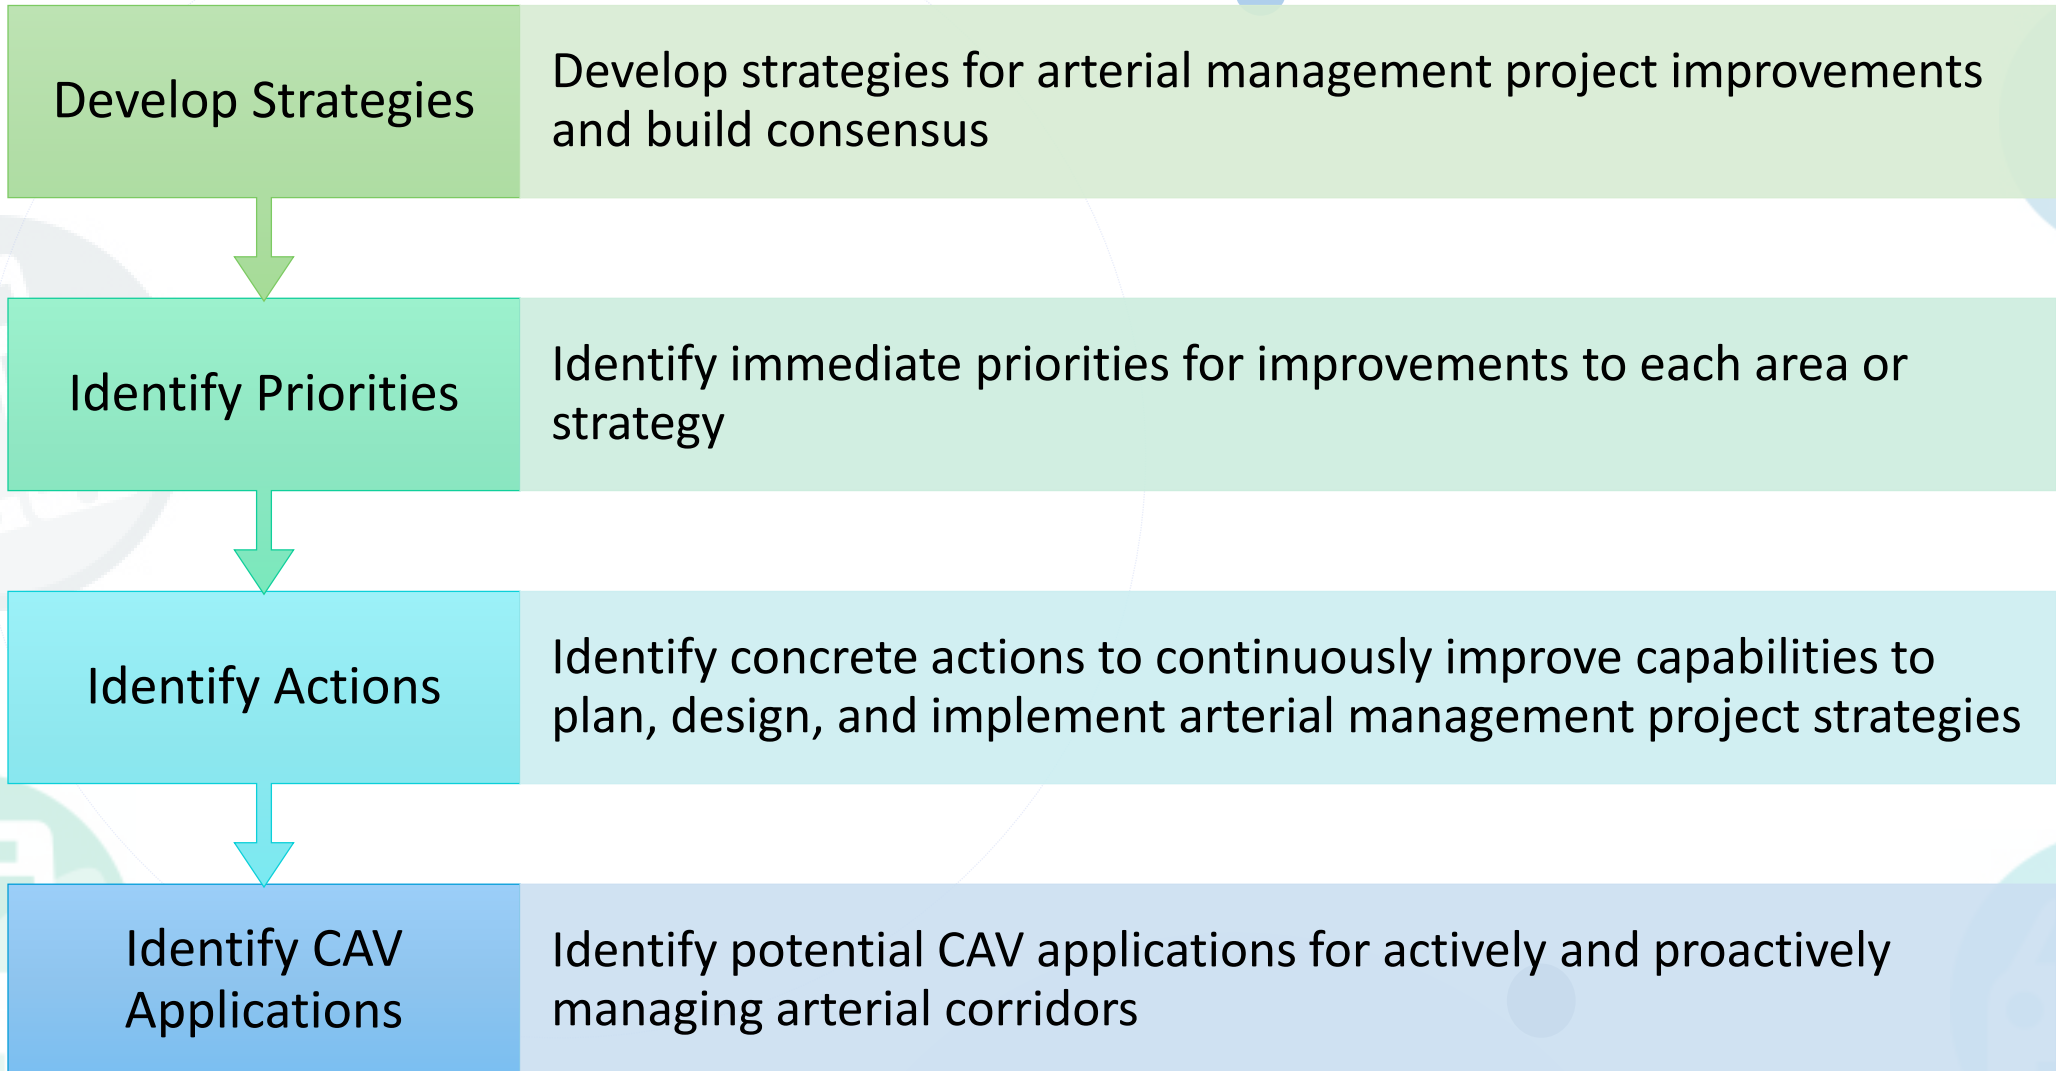 Develop Strategies
Develop strategies for arterial management project improvements
and build consensus
Identify Priorities
Identify immediate priorities for improvements to each area or
strategy
Identify Actions
Identify concrete actions to continuously improve capabilities to
plan, design, and implement arterial management project strategies
Identify CAV
Applications
Identify potential CAV applications for actively and proactively
managing arterial corridors